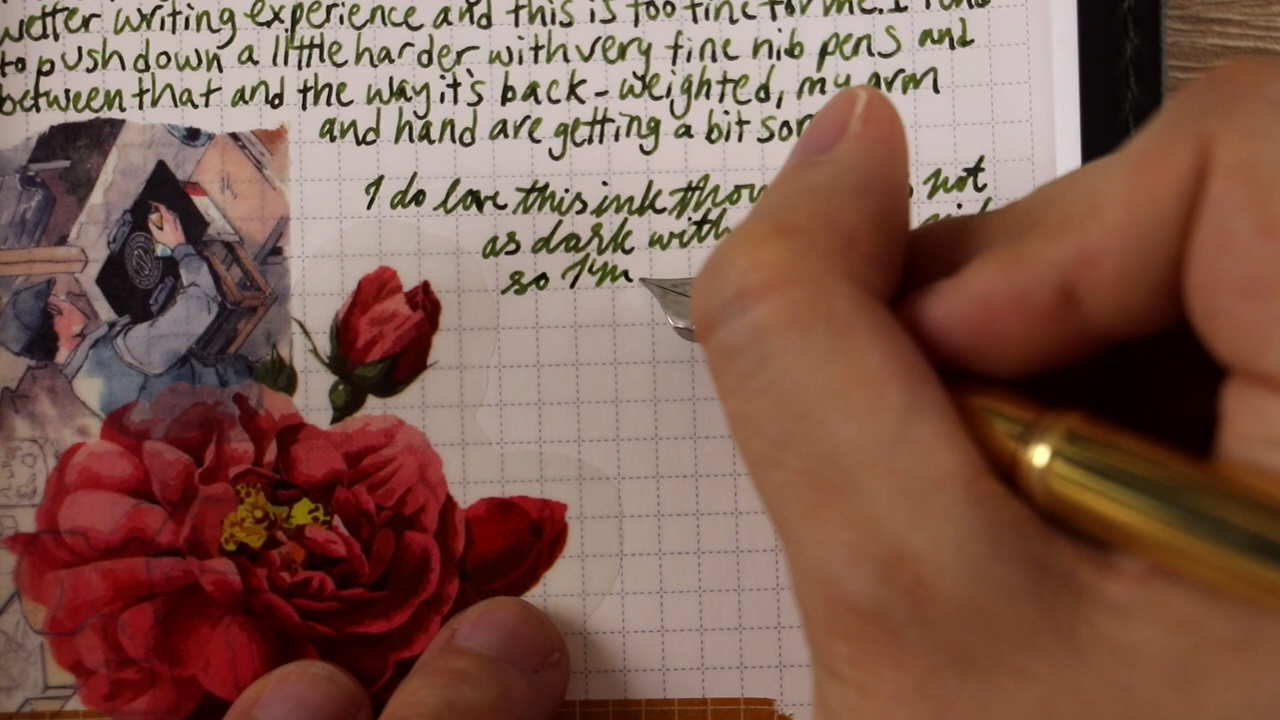 wetter writing experience and this is too fine for me. I tend
to push down a little harder with very fine nib pens and
between that and the way it's back-weighted, my arm
and hand are getting a bit
I do love this ink not
as dark with
so I'm